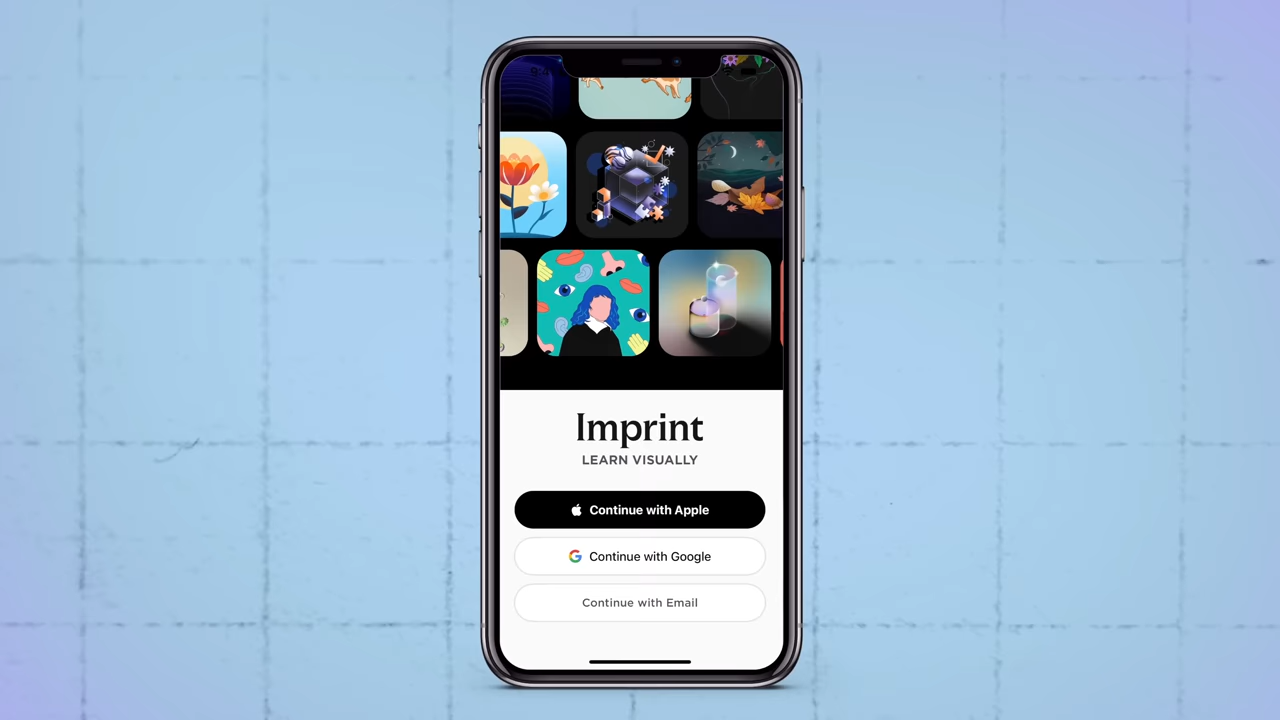 Imprint
LEARN VISUALLY
Continue with Apple
Continue with Google
Continue with Email